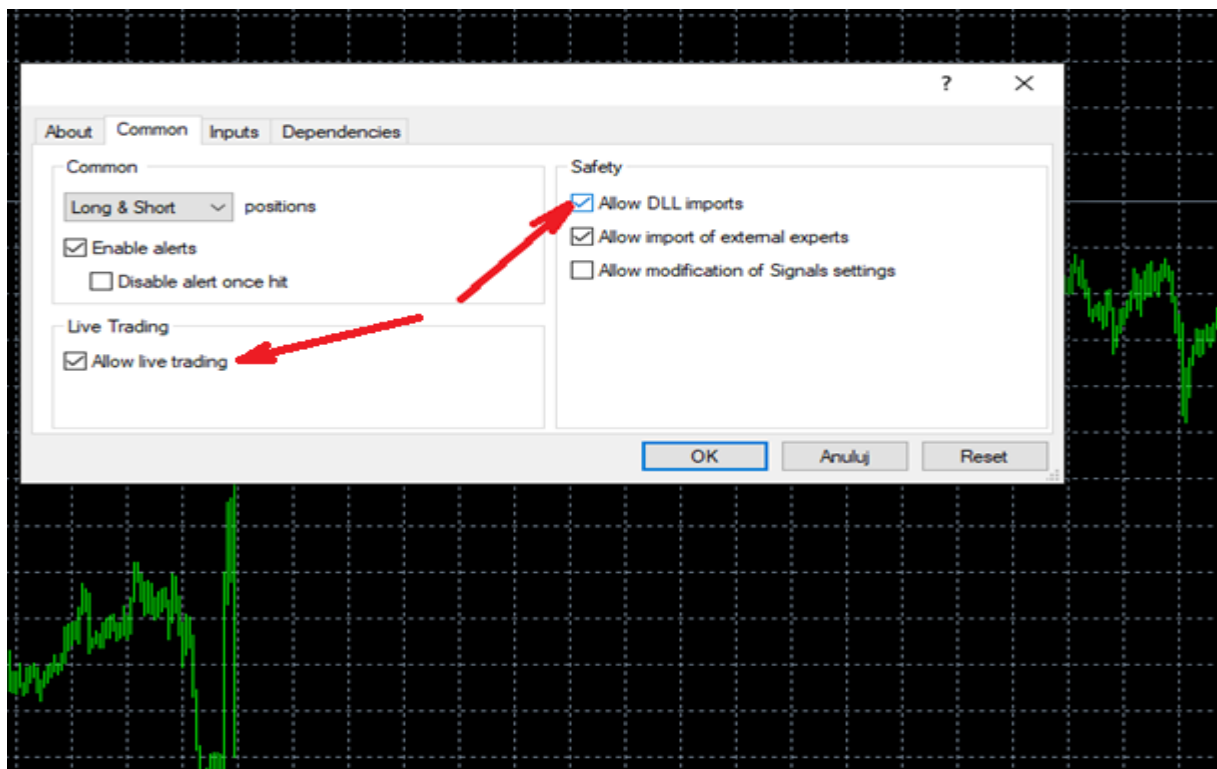 ?
About Common Inputs Dependencies
Common
Long & Short positions
Enable alerts
Disable alert once hit
Live Trading
Allow live trading
Safety
Allow DLL imports
Allow import of external experts
Allow modification of Signals settings
OK Anuluj Reset